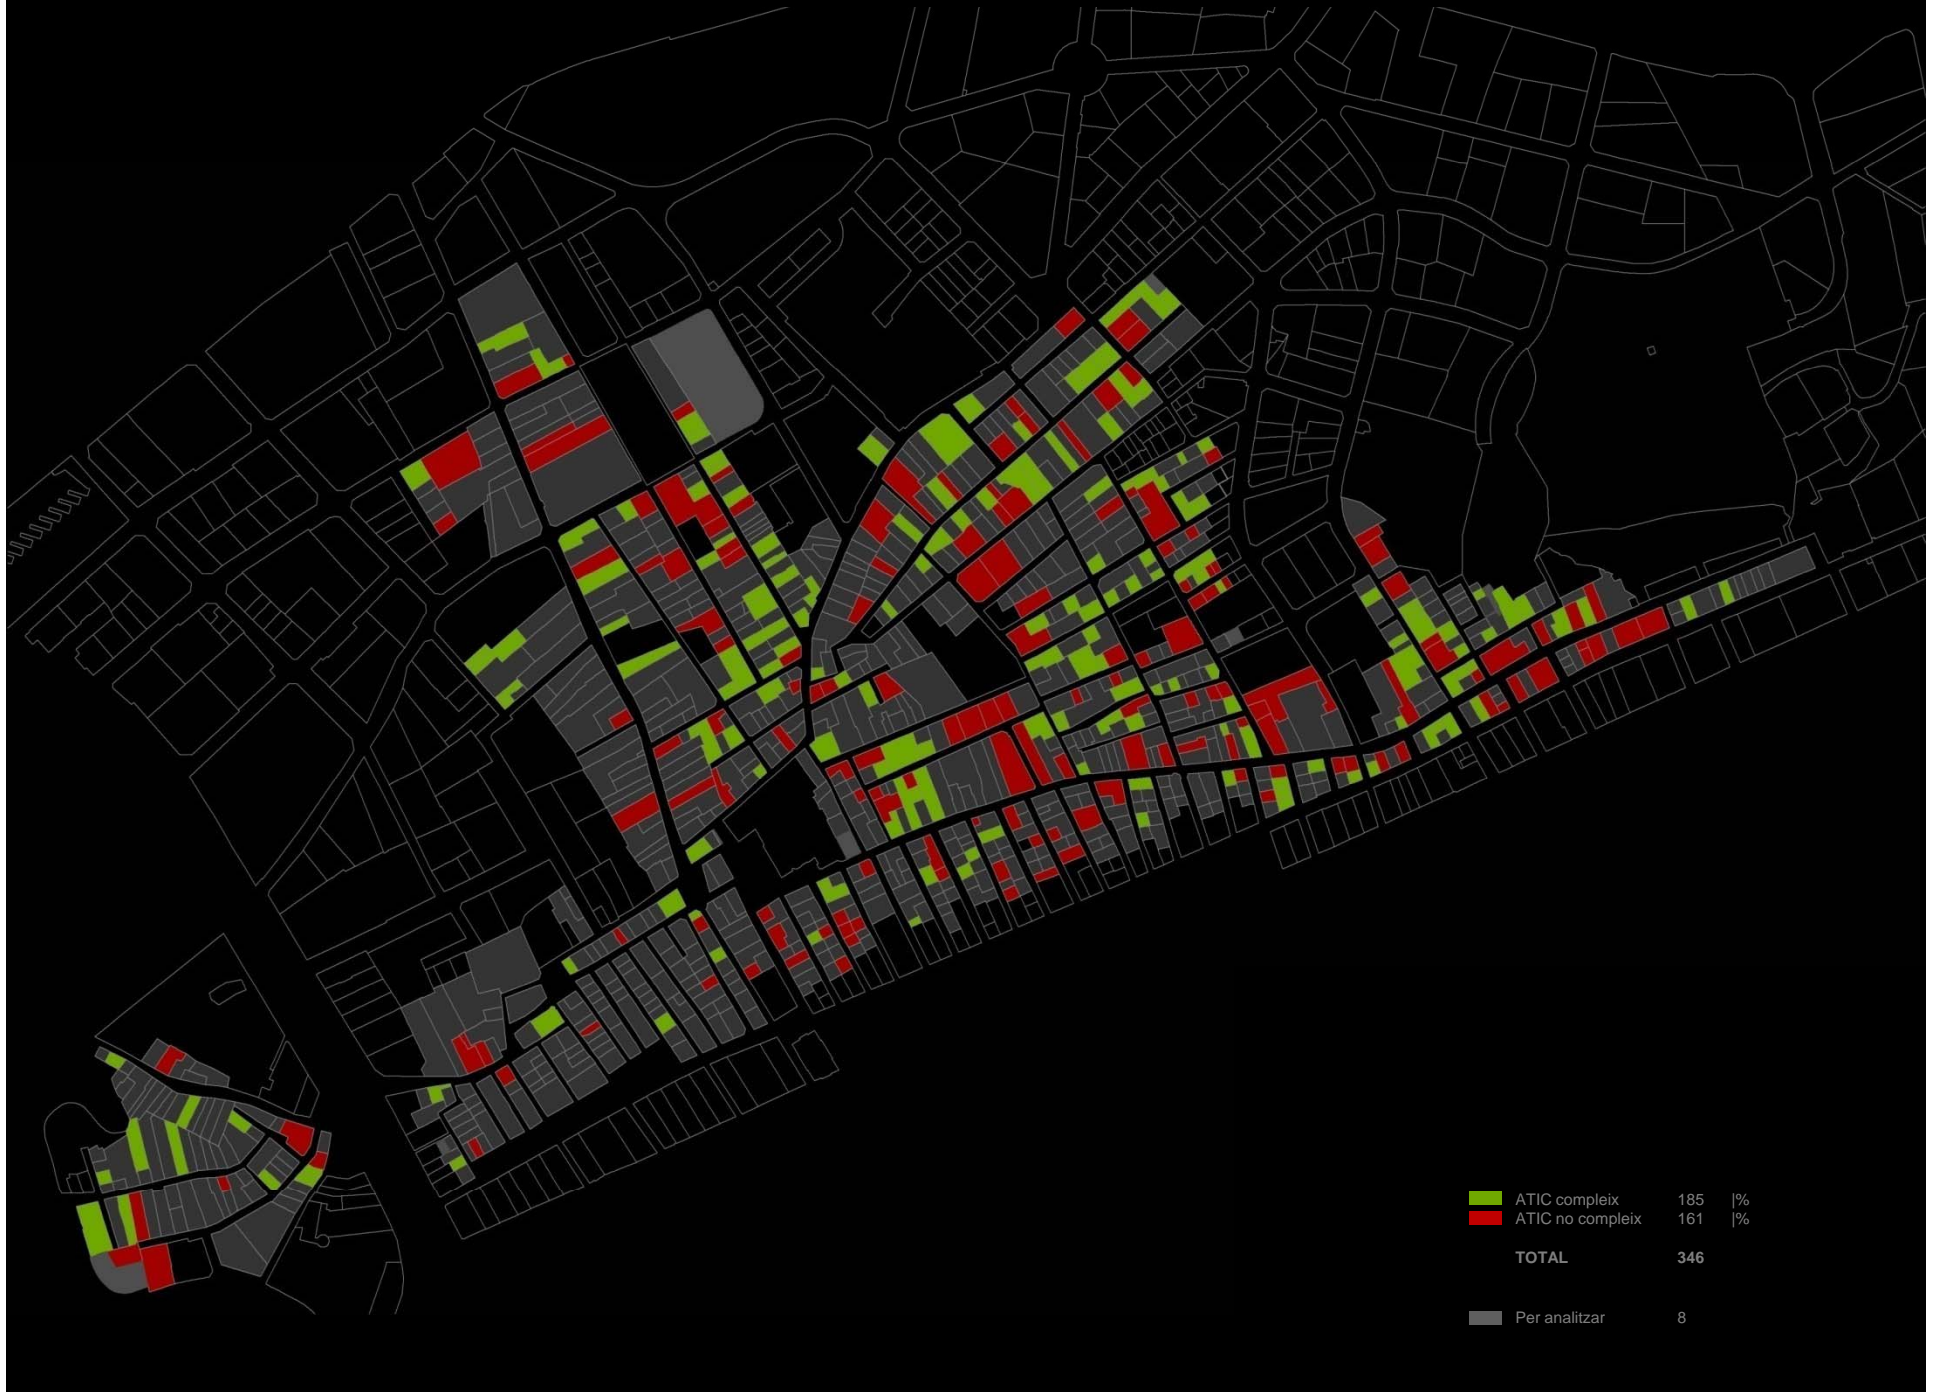 ATIC compleix 185 |%
ATIC no compleix 161 |%
TOTAL 346
Per analitzar 8